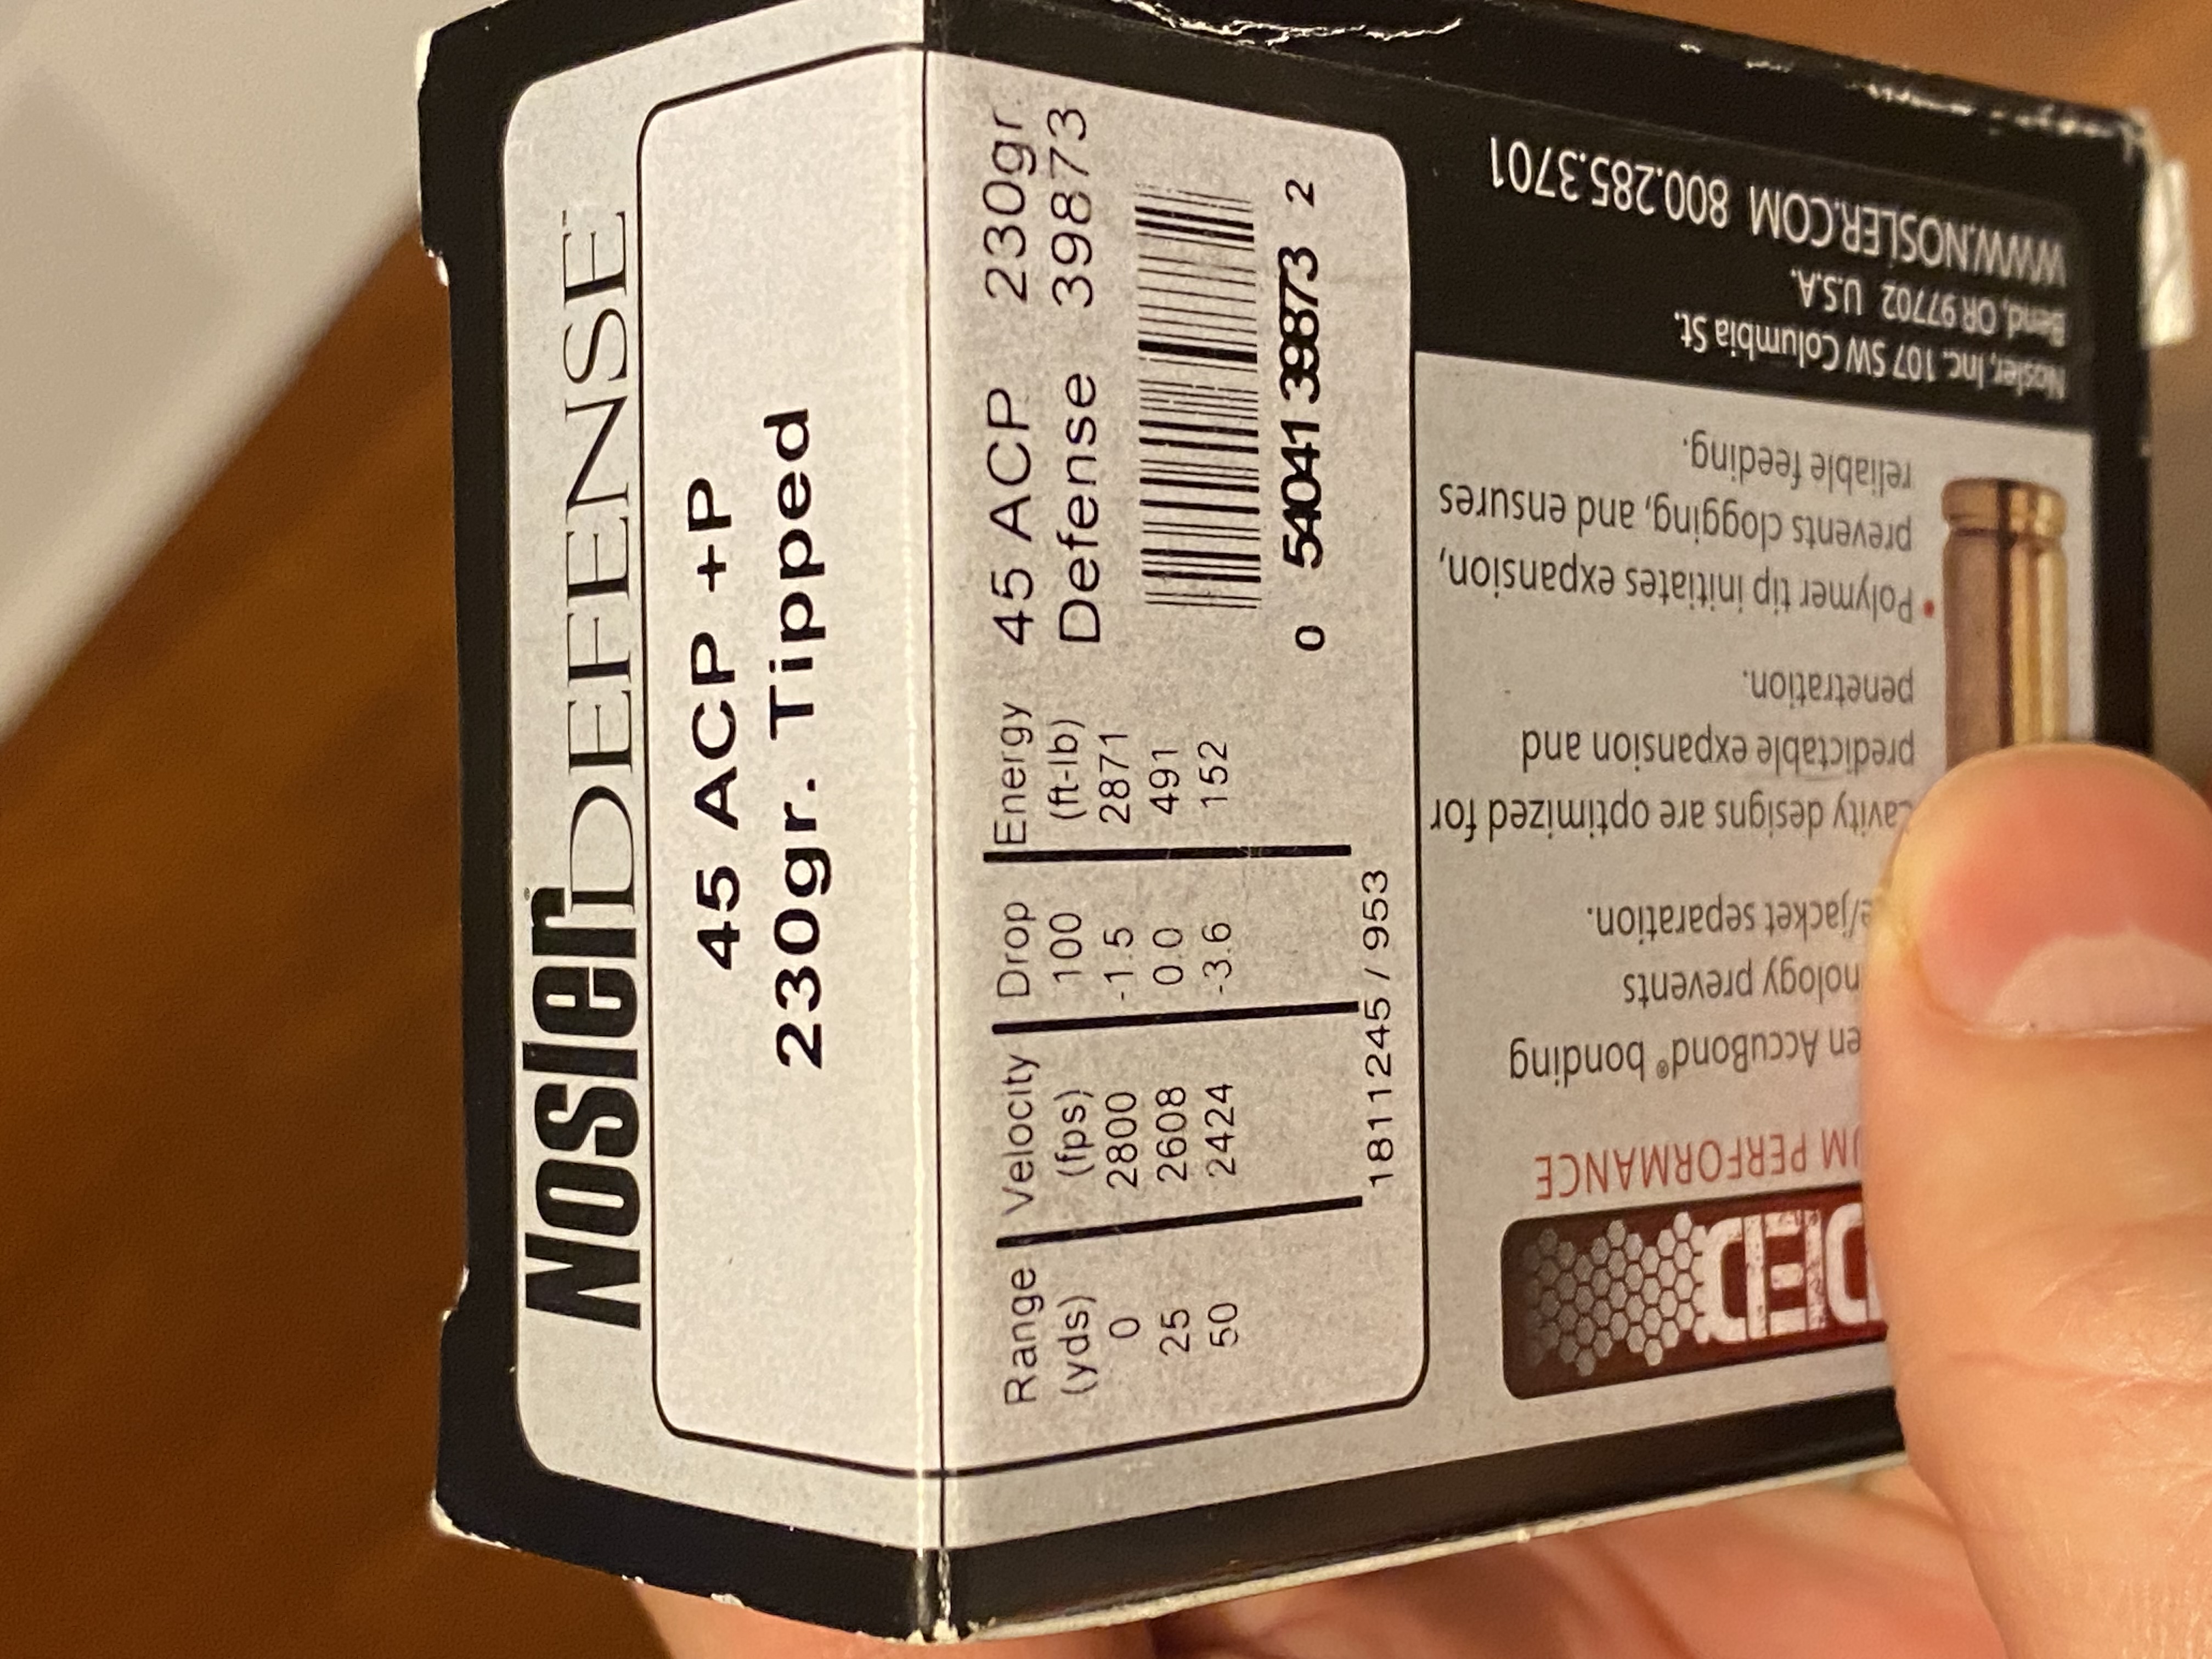 Nosler DEFENSE
45 ACP +P
230gr. Tipped
Range Velocity Drop Energy 45 ACP 230gr.
(yds) (fps) 100 (ft-lb) Defense 39873
0 2800 -1.5 2871
25 2608 0.0 491
50 2424 -3.6 152
0 54041 39873 2
1811245 / 953
WWW.NOSLER.COM 800.285.3701
Bend, OR 97702 U.S.A.
Nosler, Inc. 107 SW Columbia St.
PERFORMANCE
AccuBond® bonding
prevents
separation.
cavity designs are optimized for
predictable expansion and
penetration.
• Polymer tip initiates expansion,
prevents clogging, and ensures
reliable feeding.